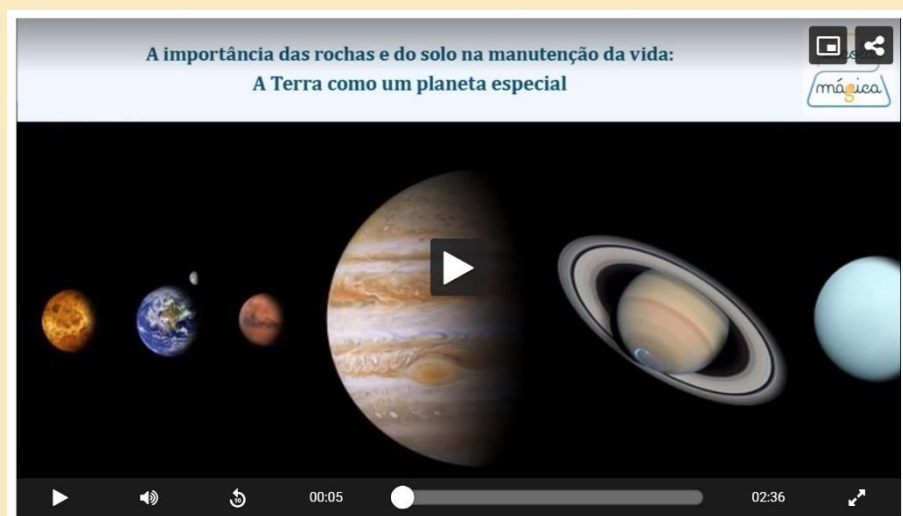 A importância das rochas e do solo na manutenção da vida:
A Terra como um planeta especial
mágica
10
00:05
02:36